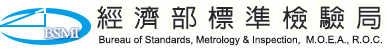 BSMI
經濟部標準檢驗局
Bureau of Standards, Metrology & Inspection, M.O.E.A., R.O.C.